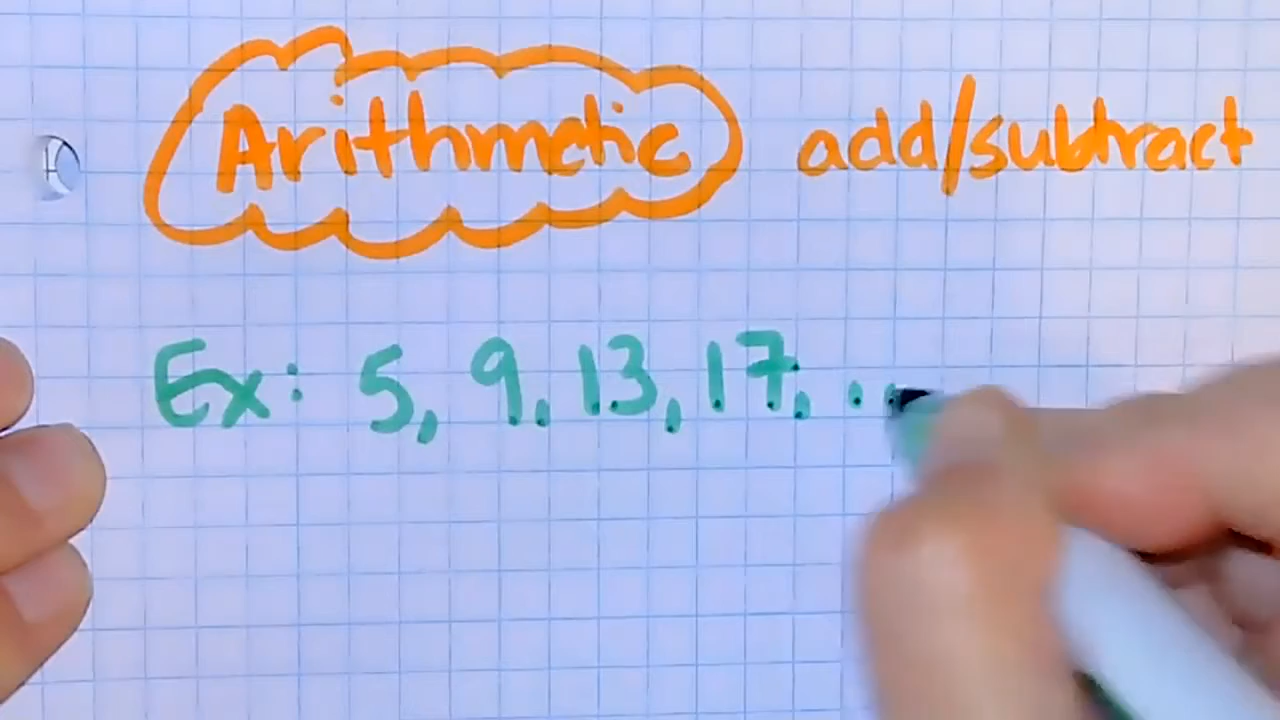 Arithmetic add/subtract
Ex: 5, 9, 13, 17, ..